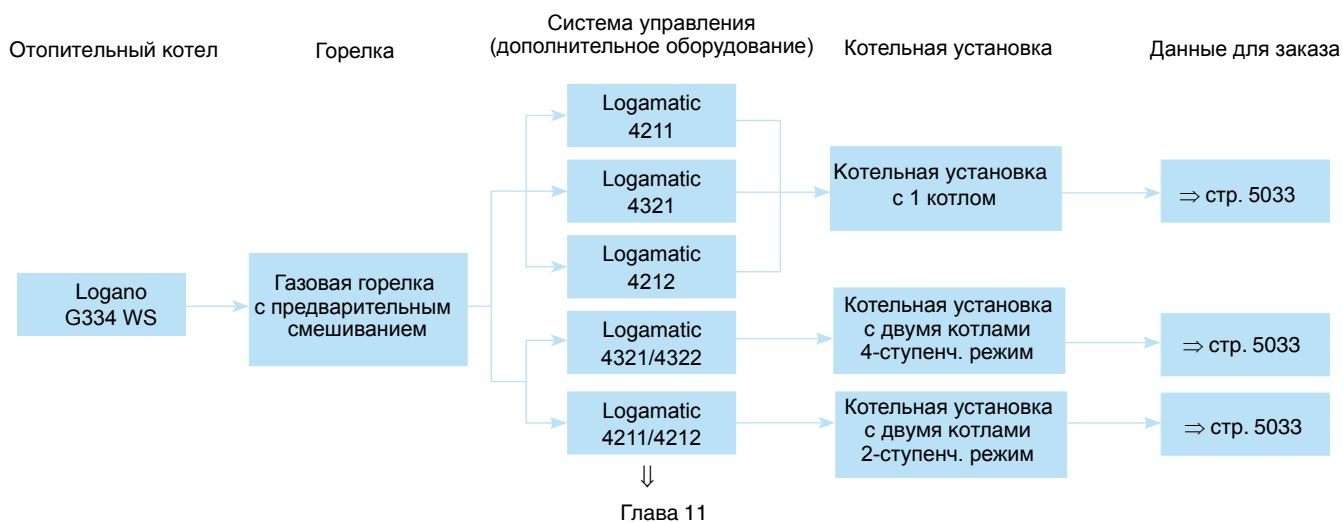 Отопительный котел
Горелка
Система управления
(дополнительное оборудование)
Котельная установка
Данные для заказа
Logano
G334 WS
Газовая горелка
с предварительным
смешиванием
Logamatic
4211
Logamatic
4321
Logamatic
4212
Logamatic
4321/4322
Logamatic
4211/4212
⇓
Глава 11
Котельная установка
с 1 котлом
Котельная установка
с двумя котлами
4-ступенч. режим
Котельная установка
с двумя котлами
2-ступенч. режим
⇒ стр. 5033
⇒ стр. 5033
⇒ стр. 5033